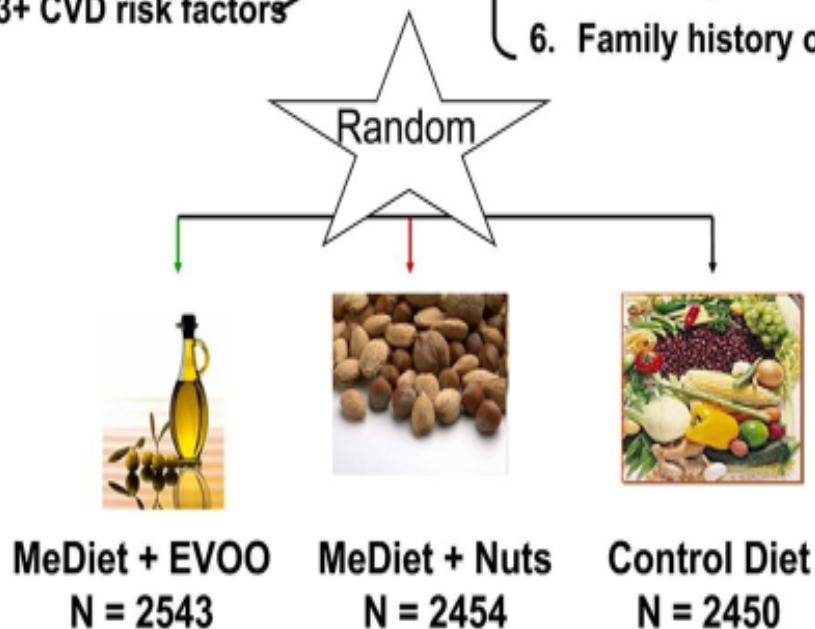 3+ CVD risk factors
6. Family history o
Random
MeDiet + EVOO
N = 2543
MeDiet + Nuts
N = 2454
Control Diet
N = 2450